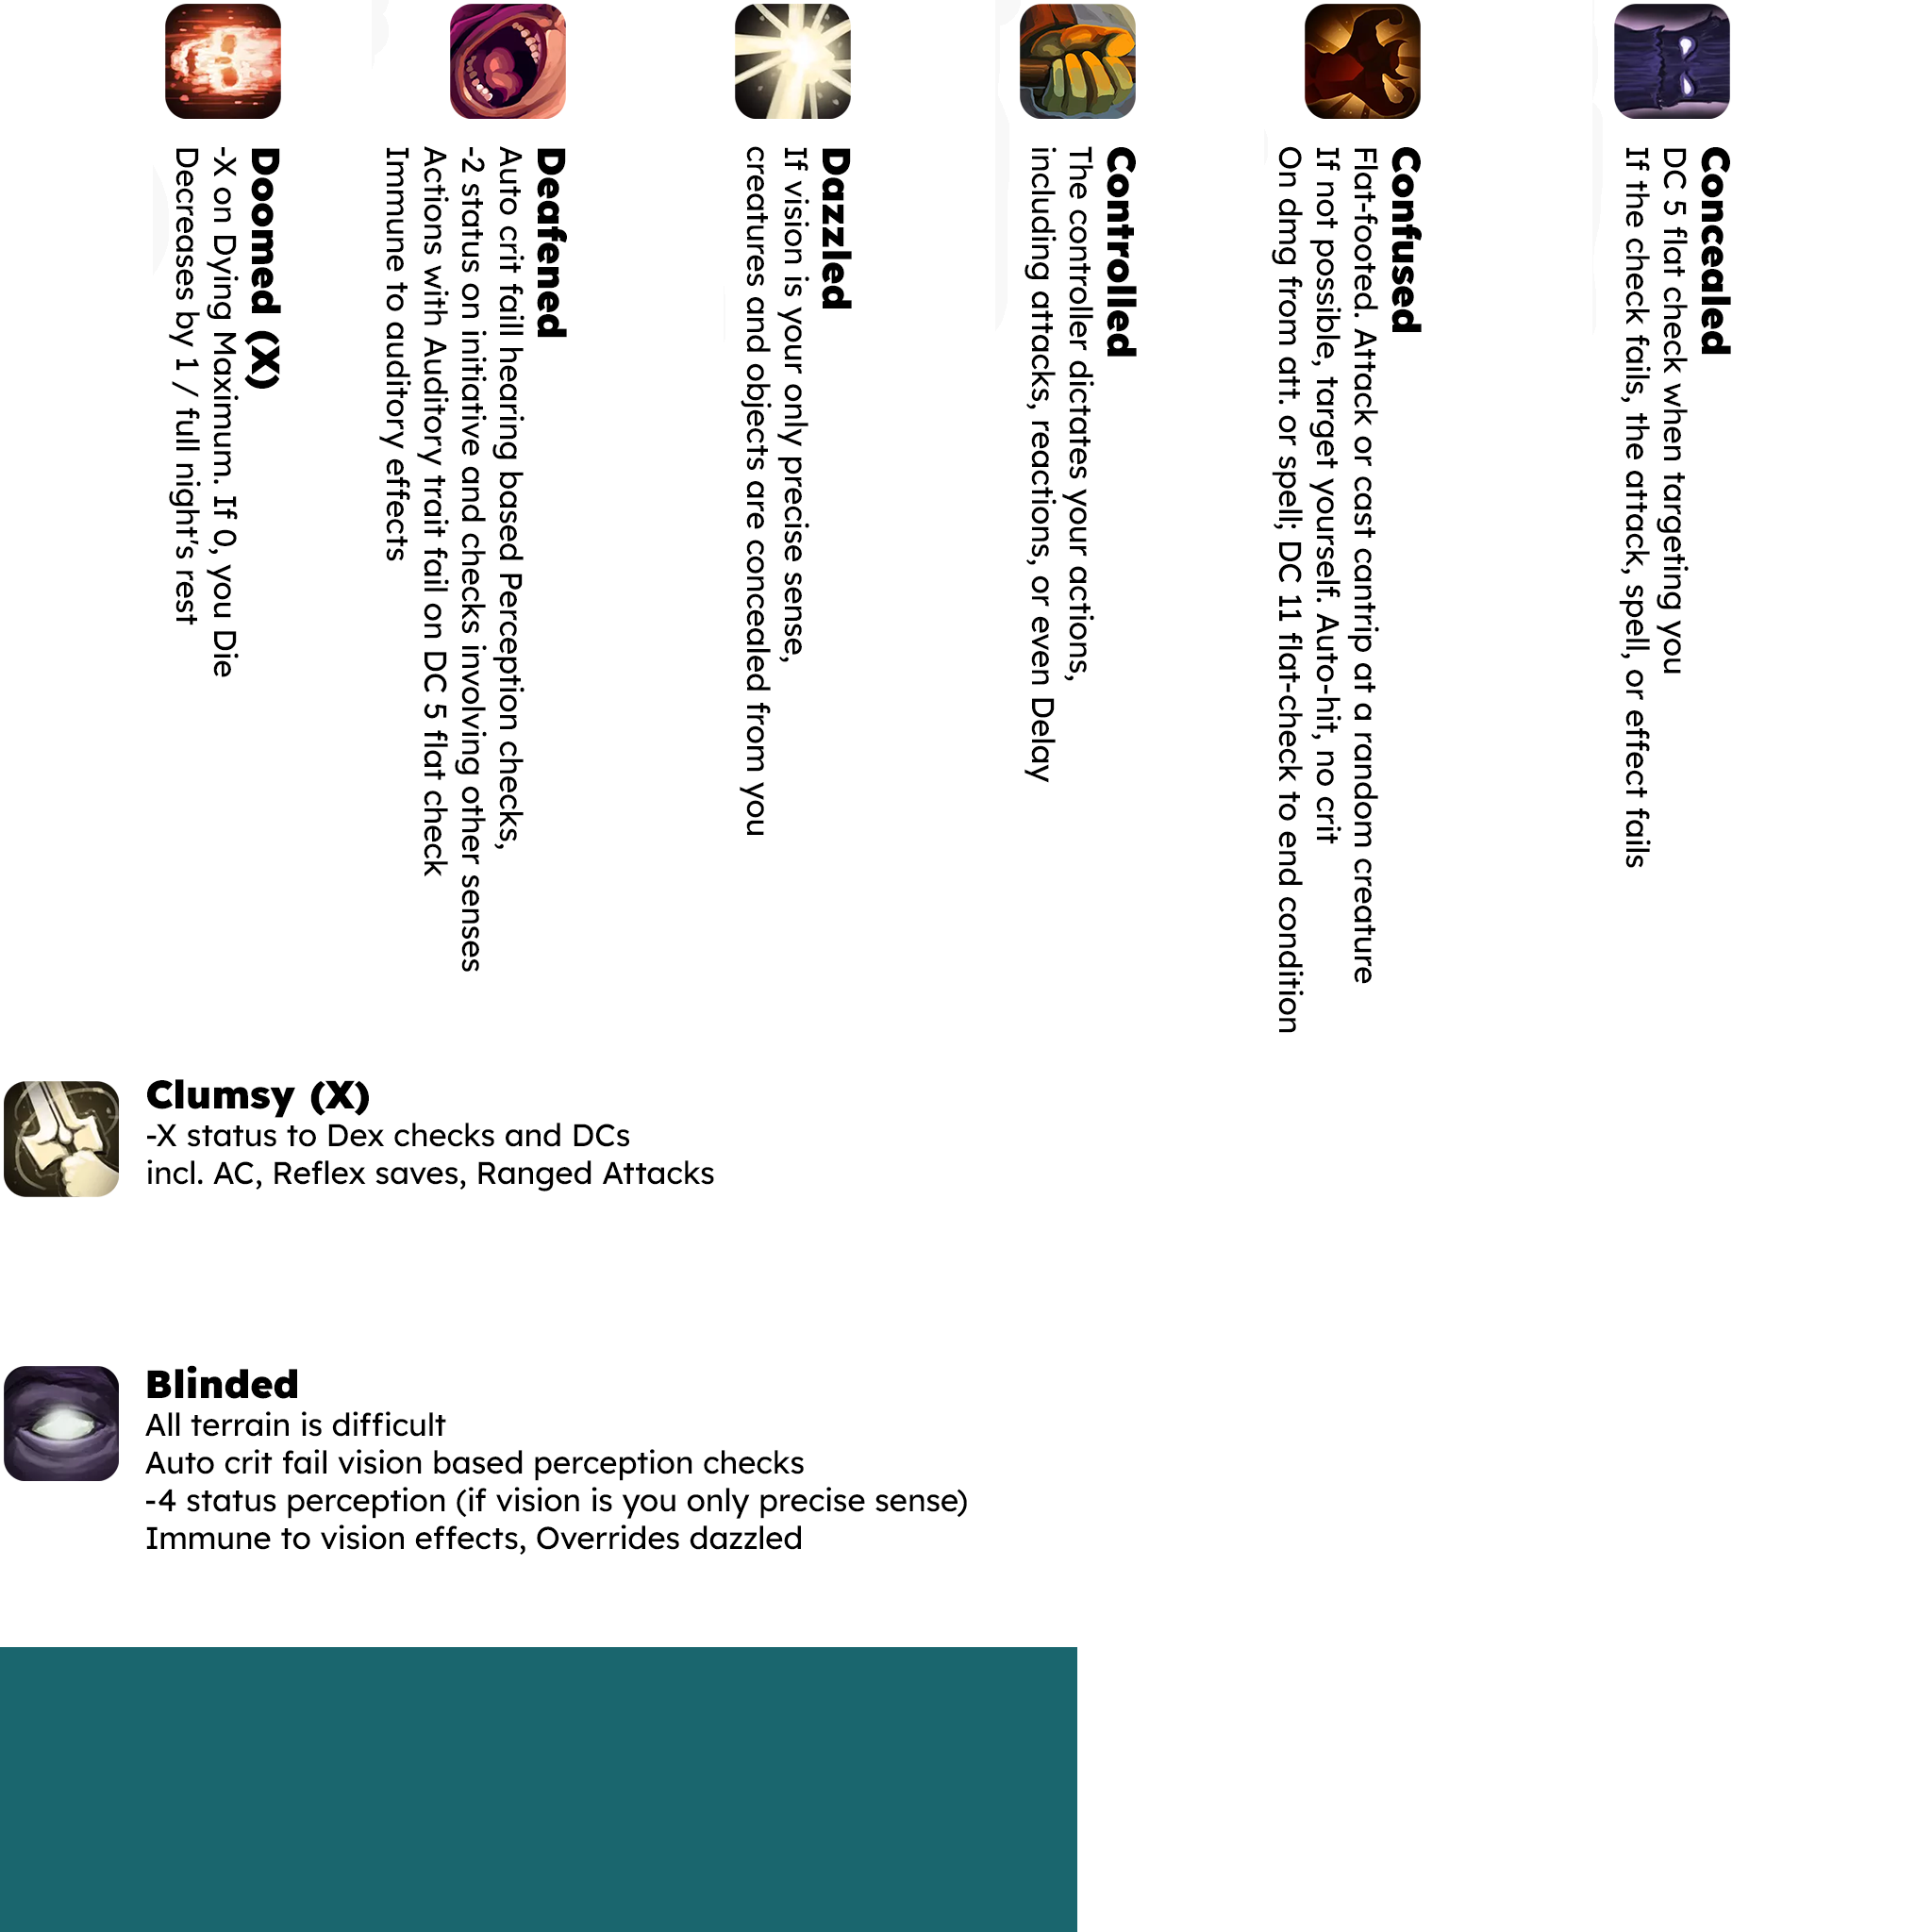 Doomed (X)
-X on Dying Maximum. If 0, you Die
Decreases by 1 / full night's rest
Deafened
Auto crit faill hearing based Perception checks,
-2 status on initiative and checks involving other senses
Actions with Auditory trait fail on DC 5 flat check
Immune to auditory effects
Dazzled
If vision is your only precise sense,
creatures and objects are concealed from you
Controlled
The controller dictates your actions,
including attacks, reactions, or even Delay
Confused
Flat-footed. Attack or cast cantrip at a random creature
If not possible, target yourself. Auto-hit, no crit
On dmg from att. or spell; DC 11 flat-check to end condition
Concealed
DC 5 flat check when targeting you
If the check fails, the attack, spell, or effect fails
Clumsy (X)
-X status to Dex checks and DCs
incl. AC, Reflex saves, Ranged Attacks
Blinded
All terrain is difficult
Auto crit fail vision based perception checks
-4 status perception (if vision is you only precise sense)
Immune to vision effects, Overrides dazzled